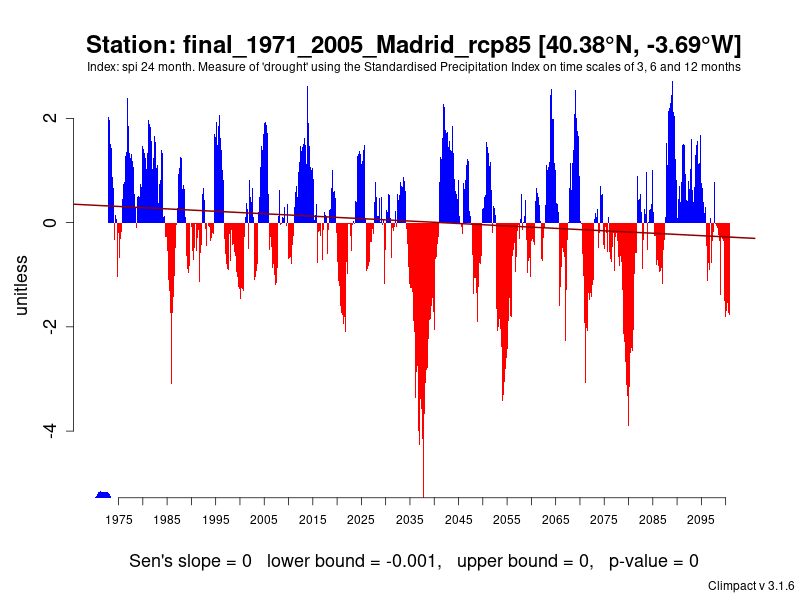 Station: final_1971_2005_Madrid_rcp85 [40.38°N, -3.69°W]
Index: spi 24 month. Measure of 'drought' using the Standardised Precipitation Index on time scales of 3, 6 and 12 months
2
0
-2
-4
unitless
1975 1985 1995 2005 2015 2025 2035 2045 2055 2065 2075 2085 2095
Sen's slope = 0 lower bound = -0.001, upper bound = 0, p-value = 0
Climpact v 3.1.6